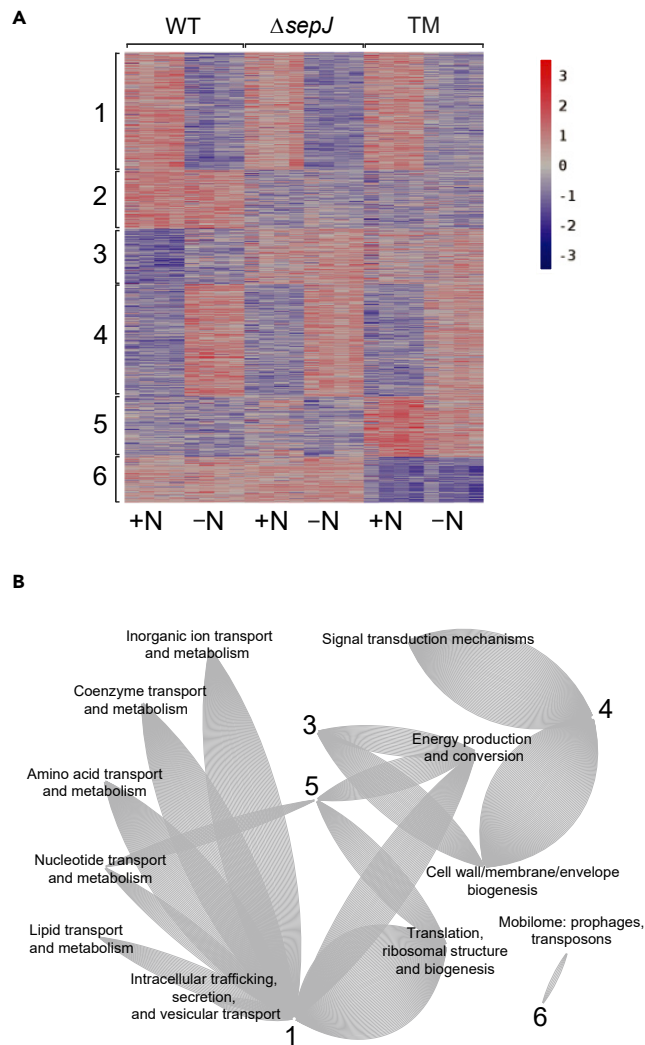 A
WT
ΔsepJ
TM
1
2
3
4
5
6
3
2
1
0
-1
-2
-3
+N
−N
+N
−N
+N
−N
B
Inorganic ion transport
and metabolism
Signal transduction mechanisms
Coenzyme transport
and metabolism
4
3
Energy production
and conversion
Amino acid transport
and metabolism
5
Nucleotide transport
and metabolism
Cell wall/membrane/envelope
biogenesis
Lipid transport
and metabolism
Translation,
ribosomal structure
and biogenesis
Mobilome: prophages,
transposons
Intracellular trafficking,
secretion,
and vesicular transport
1
6